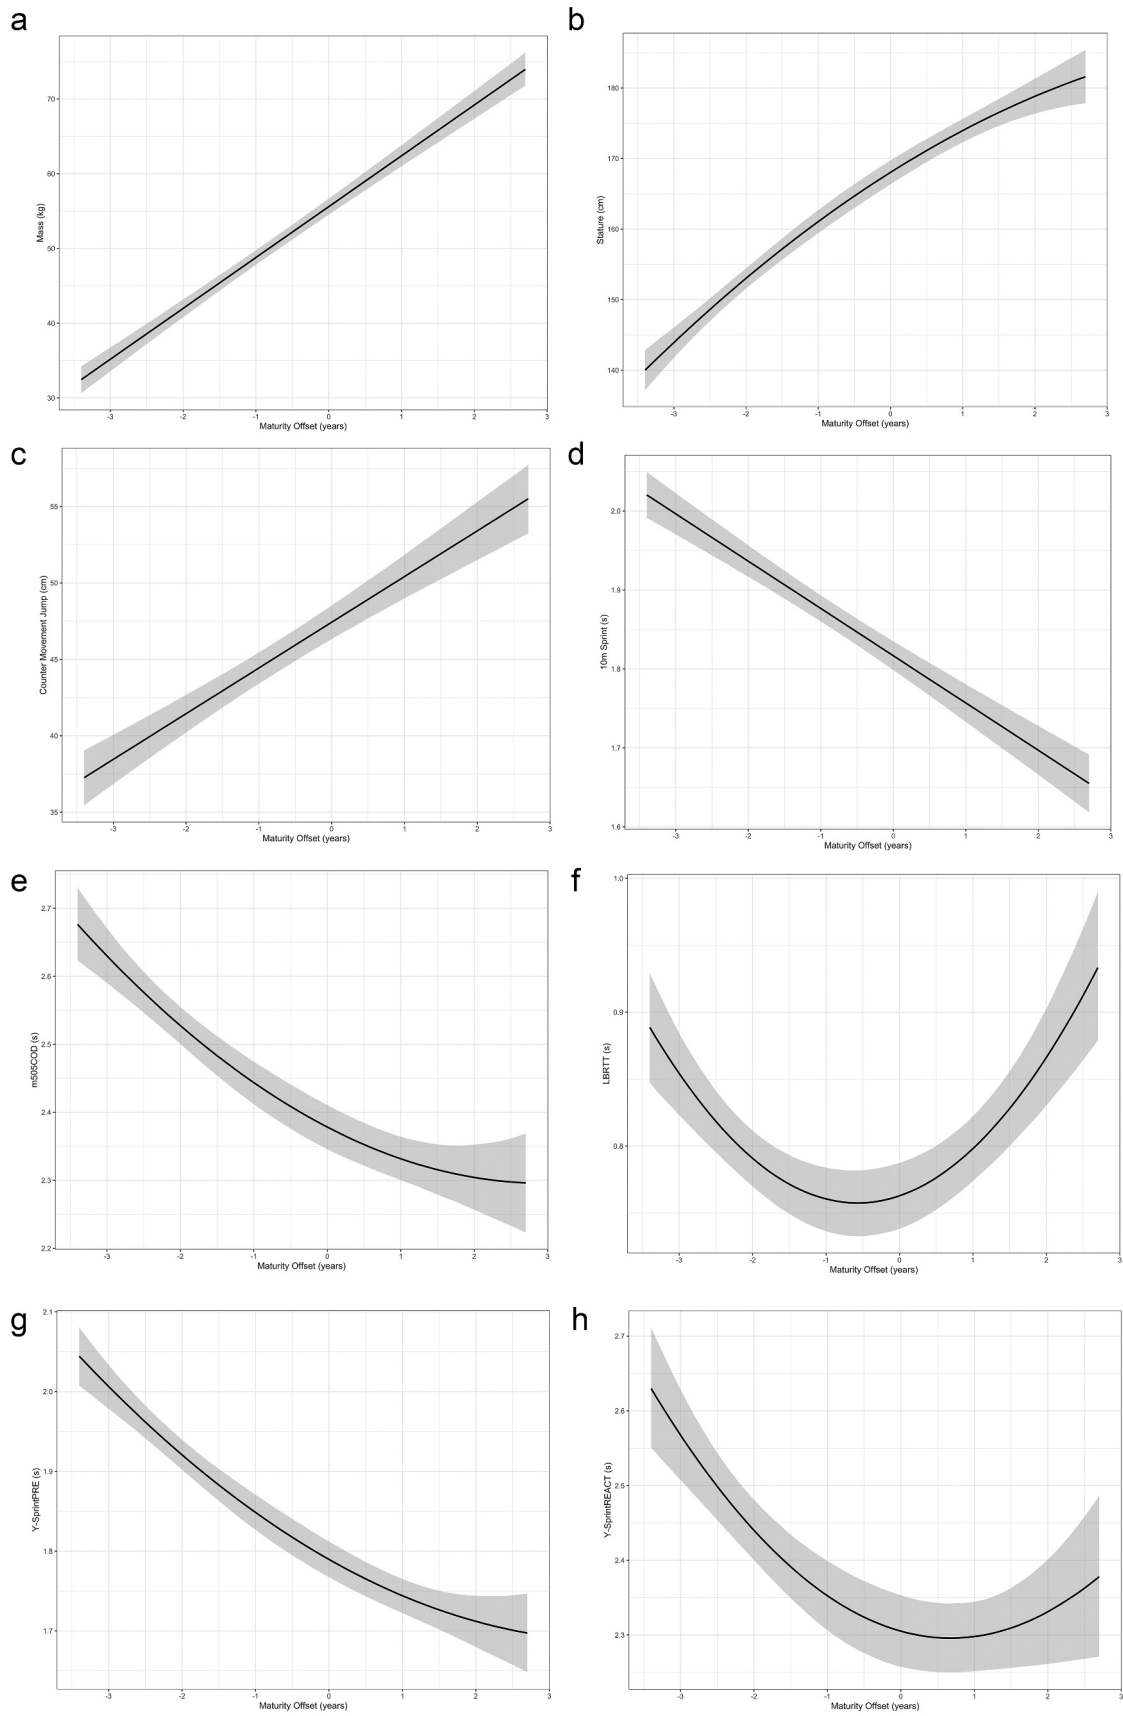 a
70
60
50
40
30
Mass (kg)
-3 -2 -1 0 1 2 3
Maturity Offset (years)
b
180
170
160
150
140
Stature (cm)
-3 -2 -1 0 1 2 3
Maturity Offset (years)
c
55
50
45
40
35
Counter Movement Jump (cm)
-3 -2 -1 0 1 2 3
Maturity Offset (years)
d
2.0
1.9
1.8
1.7
1.6
10m Sprint (s)
-3 -2 -1 0 1 2 3
Maturity Offset (years)
e
2.7
2.6
2.5
2.4
2.3
2.2
m505COD (s)
-3 -2 -1 0 1 2 3
Maturity Offset (years)
f
1.0
0.9
0.8
LBRTT (s)
-3 -2 -1 0 1 2 3
Maturity Offset (years)
g
2.1
2.0
1.9
1.8
1.7
Y-SprintPRE (s)
-3 -2 -1 0 1 2 3
Maturity Offset (years)
h
2.7
2.6
2.5
2.4
2.3
Y-SprintREACT (s)
-3 -2 -1 0 1 2 3
Maturity Offset (years)